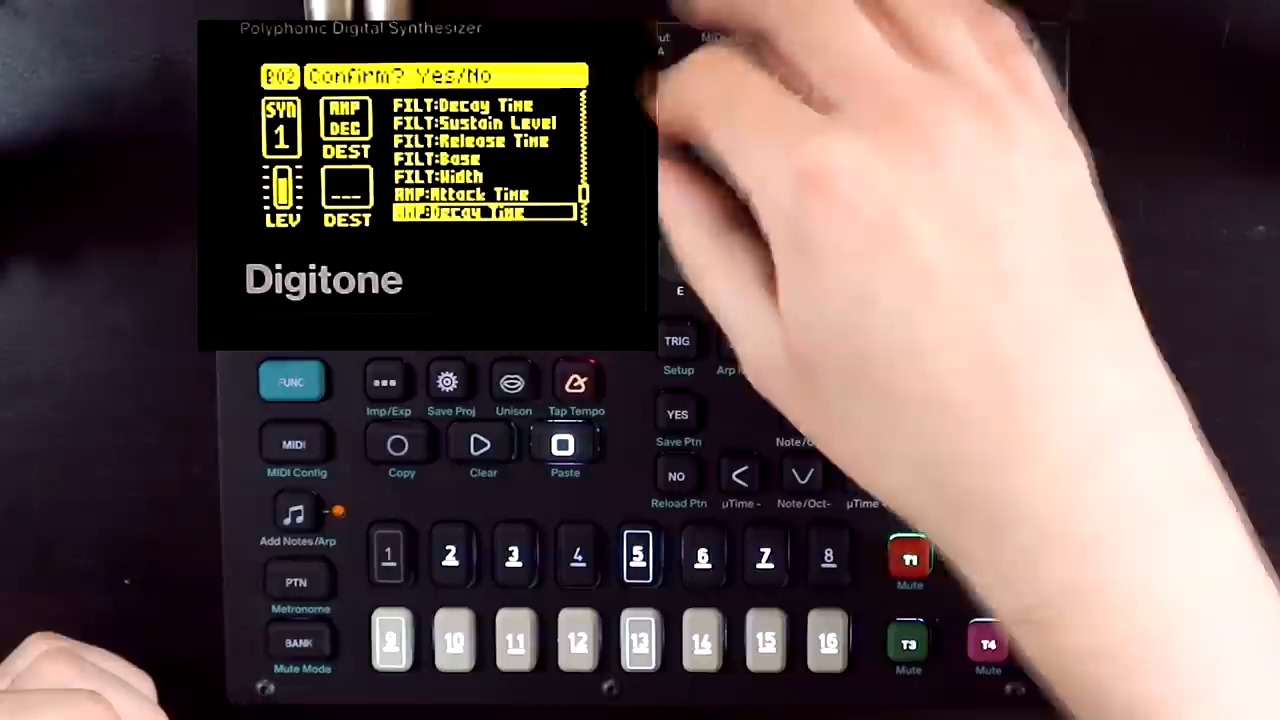 Polyphonic Digital Synthesizer
B02 Confirm? Yes/No
SYN 1
AMP DEC
DEST
LEV
---
DEST
FILT:Decay Time
FILT:Sustain Level
FILT:Release Time
FILT:Base
FILT:Width
AMP:Attack Time
AMP:Decay Time
Digitone
E
TRIG
Setup Arp
FUNC
Imp/Exp Save Proj Unison Tap Tempo
YES
Save Ptn
MIDI
MIDI Config Copy Clear Paste
NO
Reload Ptn µTime - Note/Oct- µTime
Add Notes/Arp
1 2 3 4 5 6 7 8 T1
Mute
PTN
Metronome
BANK 9 10 11 12 13 14 15 16 T3 T4
Mute Mode Mute Mute